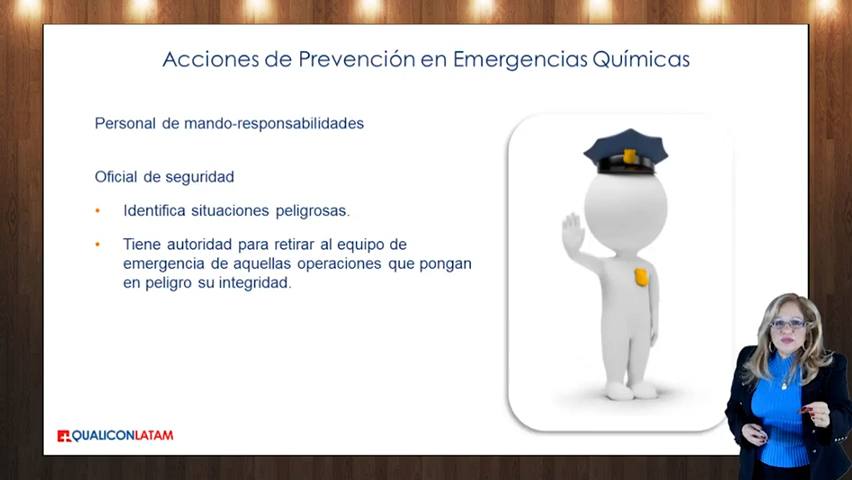 Acciones de Prevención en Emergencias Químicas
Personal de mando-responsabilidades
Oficial de seguridad
• Identifica situaciones peligrosas.
• Tiene autoridad para retirar al equipo de
emergencia de aquellas operaciones que pongan
en peligro su integridad.
QUALICONLATAM